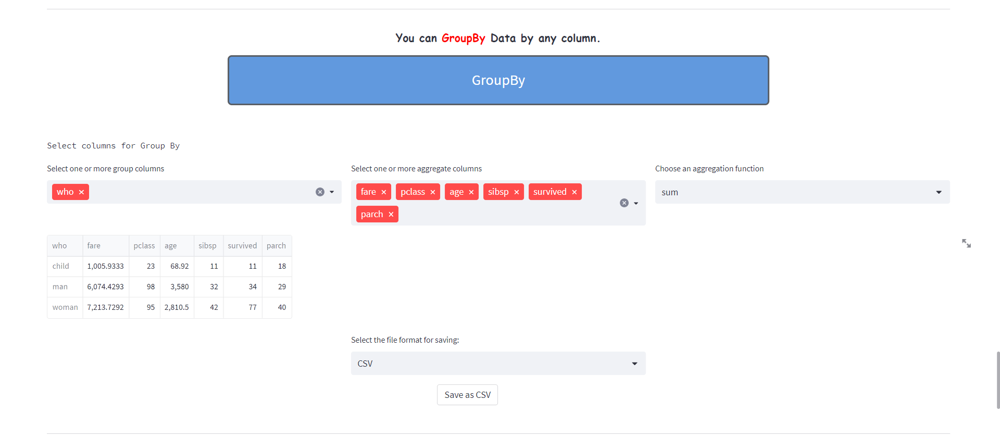 You can GroupBy Data by any column.
GroupBy
Select columns for Group By
Select one or more group columns
who
Select one or more aggregate columns
fare pclass age sibsp survived
parch
Choose an aggregation function
sum
who fare pclass age sibsp survived parch
child 1,005.9333 23 68.92 11 11 18
man 6,074.4293 98 3,580 32 34 29
woman 7,213.7292 95 2,810.5 42 77 40
Select the file format for saving:
CSV
Save as CSV